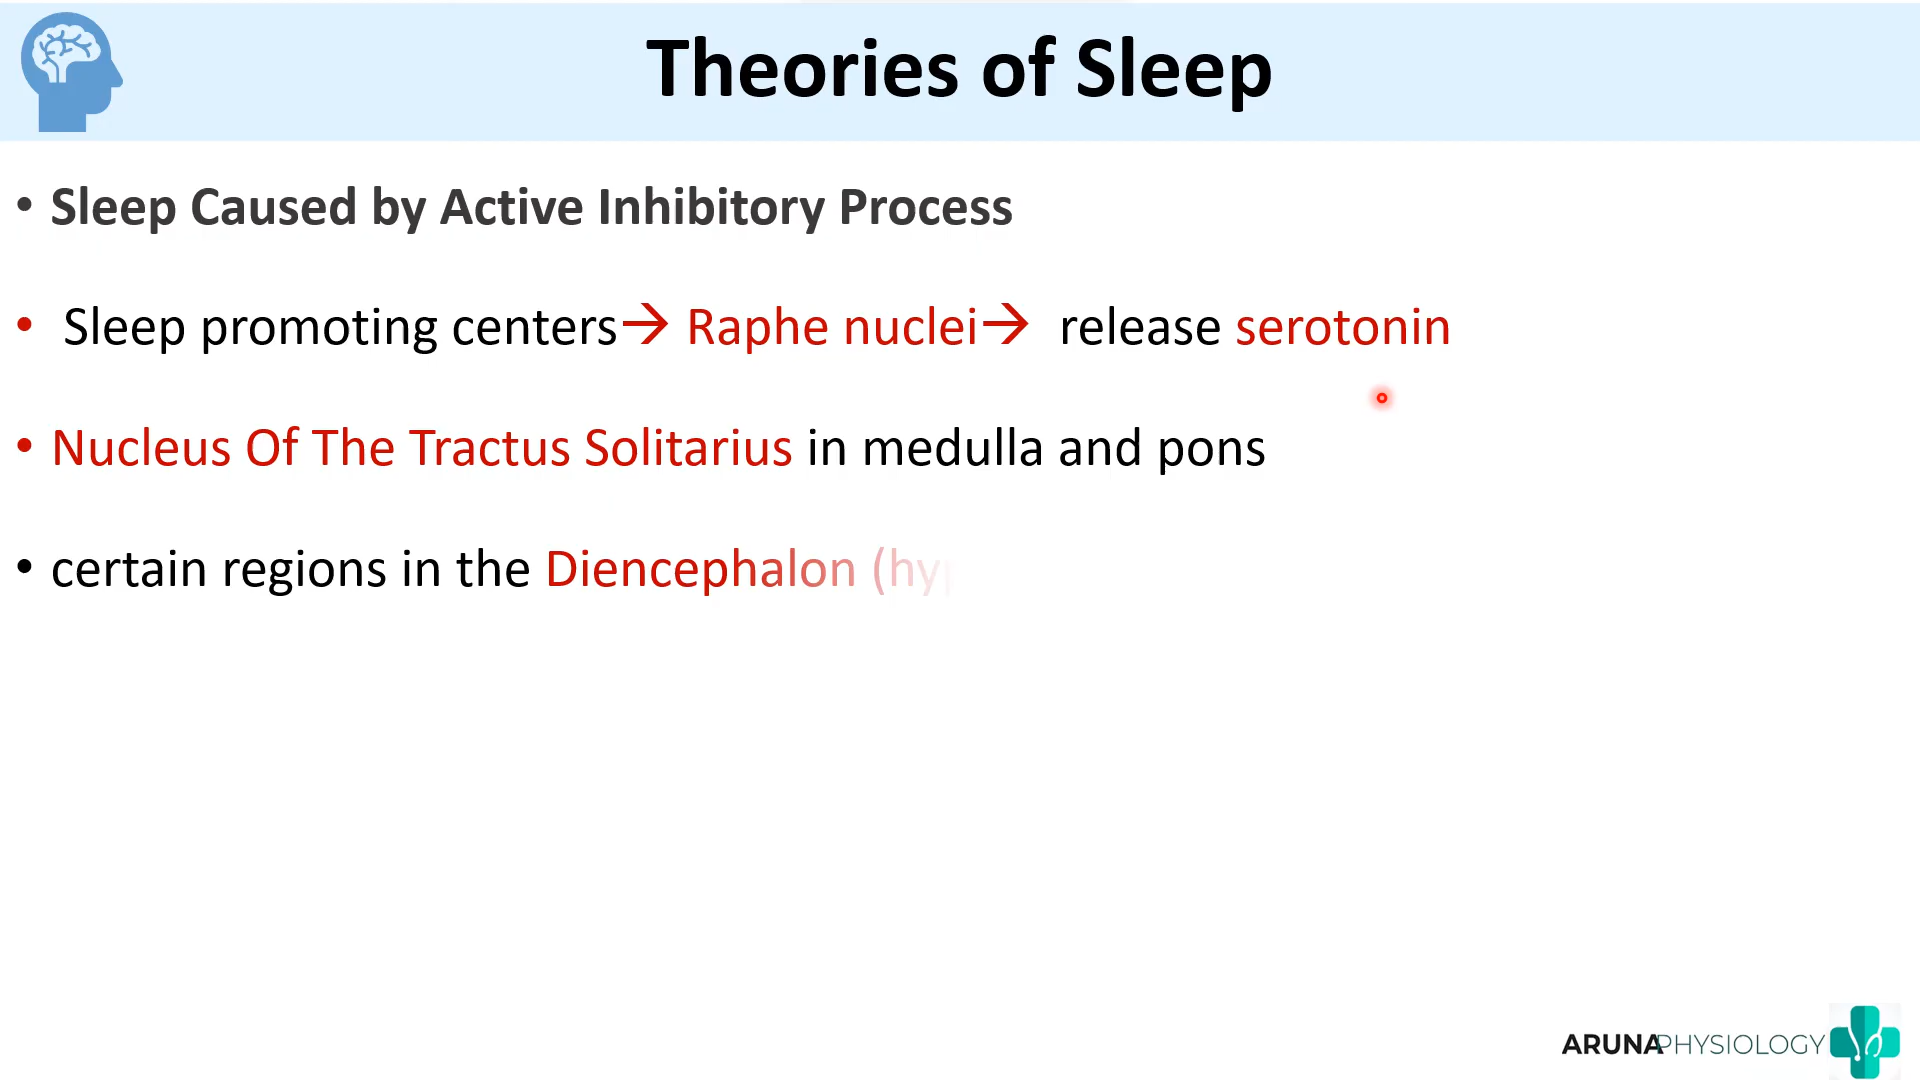 Theories of Sleep
• Sleep Caused by Active Inhibitory Process
• Sleep promoting centers→ Raphe nuclei→ release serotonin
• Nucleus Of The Tractus Solitarius in medulla and pons
• certain regions in the Diencephalon
ARUNAPHYSIOLOGY